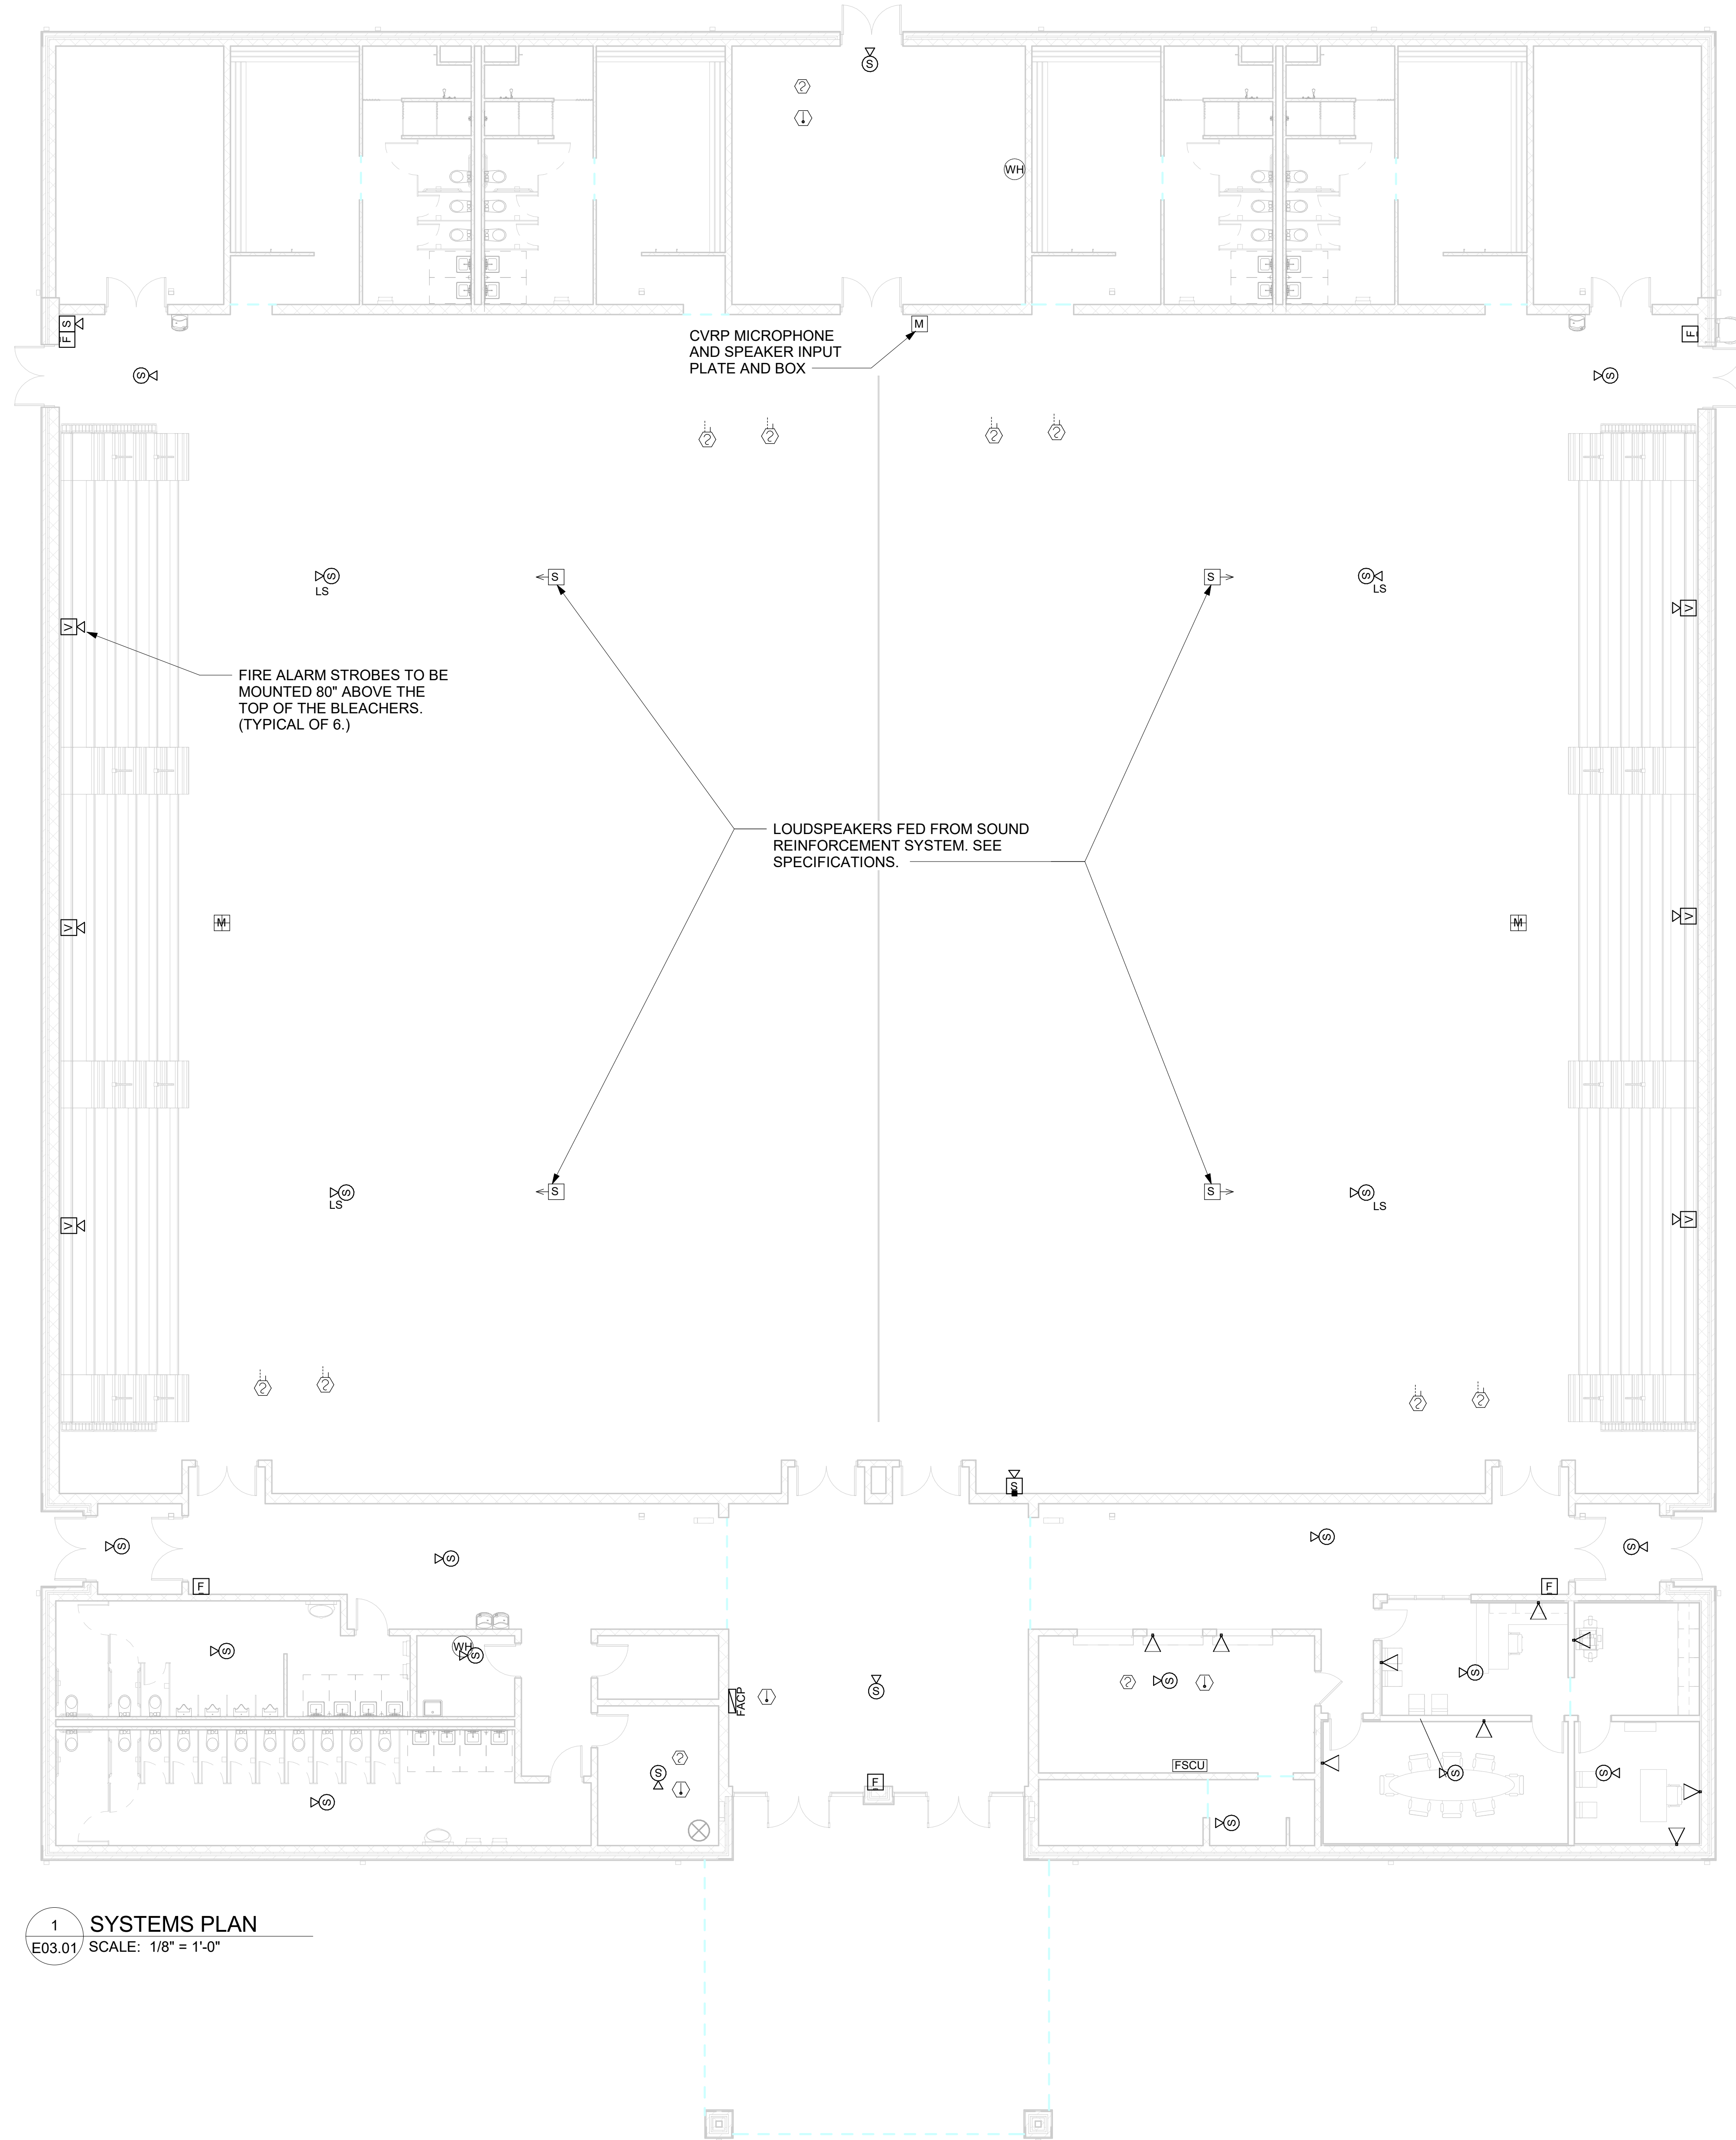 S
WH
S
F
M
F
CVRP MICROPHONE
AND SPEAKER INPUT
PLATE AND BOX
S
S
S
S
S
S
LS
LS
V
V
FIRE ALARM STROBES TO BE
MOUNTED 80" ABOVE THE
TOP OF THE BLEACHERS.
(TYPICAL OF 6.)
LOUDSPEAKERS FED FROM SOUND
REINFORCEMENT SYSTEM. SEE
SPECIFICATIONS.
V
M
M
V
S
S
S
S
LS
LS
V
V
S
S
S
S
S
F
F
S
WH
S
S
S
S
FACP
S
FSCU
S
S
F
S
S
1
E03.01
SYSTEMS PLAN
SCALE: 1/8" = 1'-0"